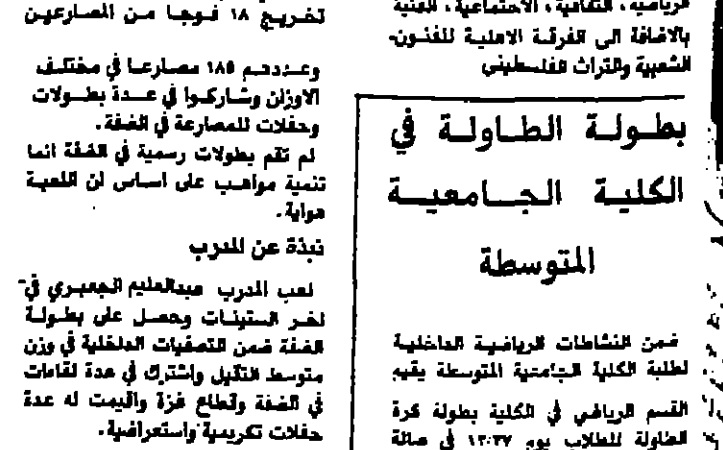 الرياضية ، الثقافية ، الاجتماعية ، الفنية
بالاضافة الى الفرقة الاهلية للفنون
الشعبية والتراث الفلسطيني
بطولة الطاولة في
الكلية الجامعية
المتوسطة
ضمن النشاطات الرياضية الداخلية
لطلبة الكلية الجامعية المتوسطة يقيم
القسم الرياضي في الكلية بطولة كرة
الطاولة للطلاب يوم ١٢،٣٧ في صالة
تخريج ١٨ فوجا من المصارعين
وعددهم ١٨٥ مصارعا في مختلف
الاوزان وشاركوا في عدة بطولات
وحفلات للمصارعة في الضفة .
لم تقم بطولات رسمية في الضفة انما
تنمية مواهب على اساس ان اللعبة
هواية .
نبذة عن المدرب
لعب المدرب عبدالعليم الجعبري في
اخر الستينات وحصل على بطولة
الضفة ضمن التصفيات الداخلية في وزن
متوسط الثقيل واشترك في عدة لقاءات
في الضفة وقطاع غزة واقيمت له عدة
حفلات تكريمية واستعراضية .